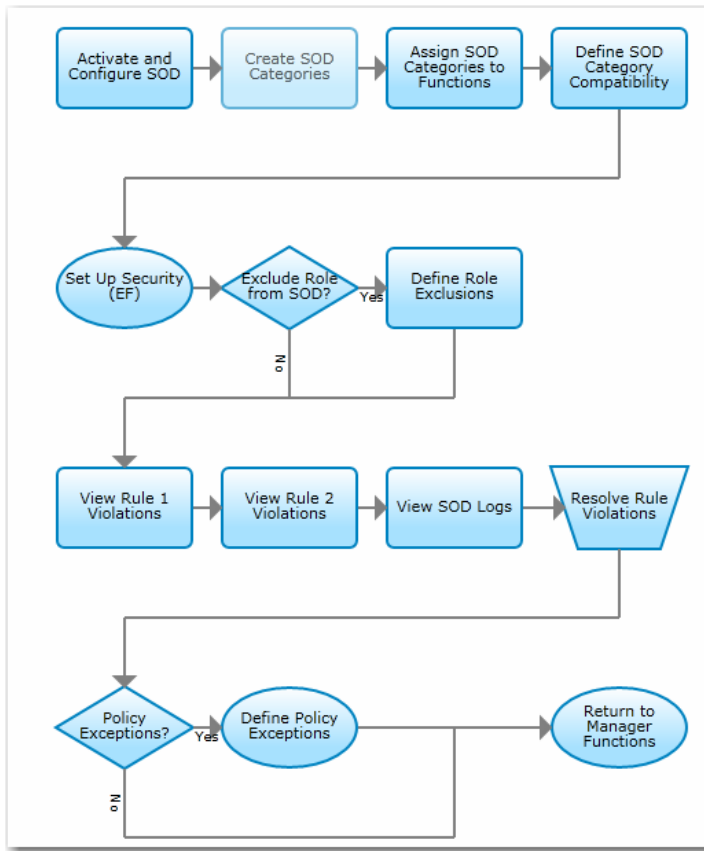 Activate and
Configure SOD
Create SOD
Categories
Assign SOD
Categories to
Functions
Define SOD
Category
Compatibility
Set Up Security
(EF)
Exclude Role
from SOD?
Yes
Define Role
Exclusions
No
View Rule 1
Violations
View Rule 2
Violations
View SOD Logs
Resolve Rule
Violations
Policy
Exceptions?
Yes
Define Policy
Exceptions
Return to
Manager
Functions
No